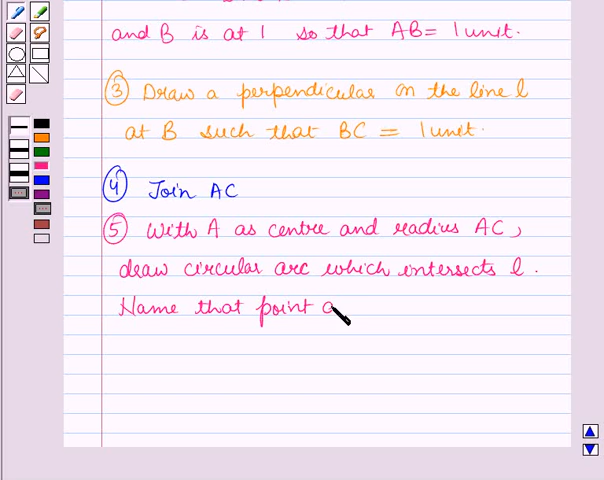 and B is at 1 so that AB = 1 unit.
③ Draw a perpendicular on the line l
at B such that BC = 1 unit.
④ Join AC
⑤ With A as centre and radius AC,
draw circular arc which intersects l.
Name that point a